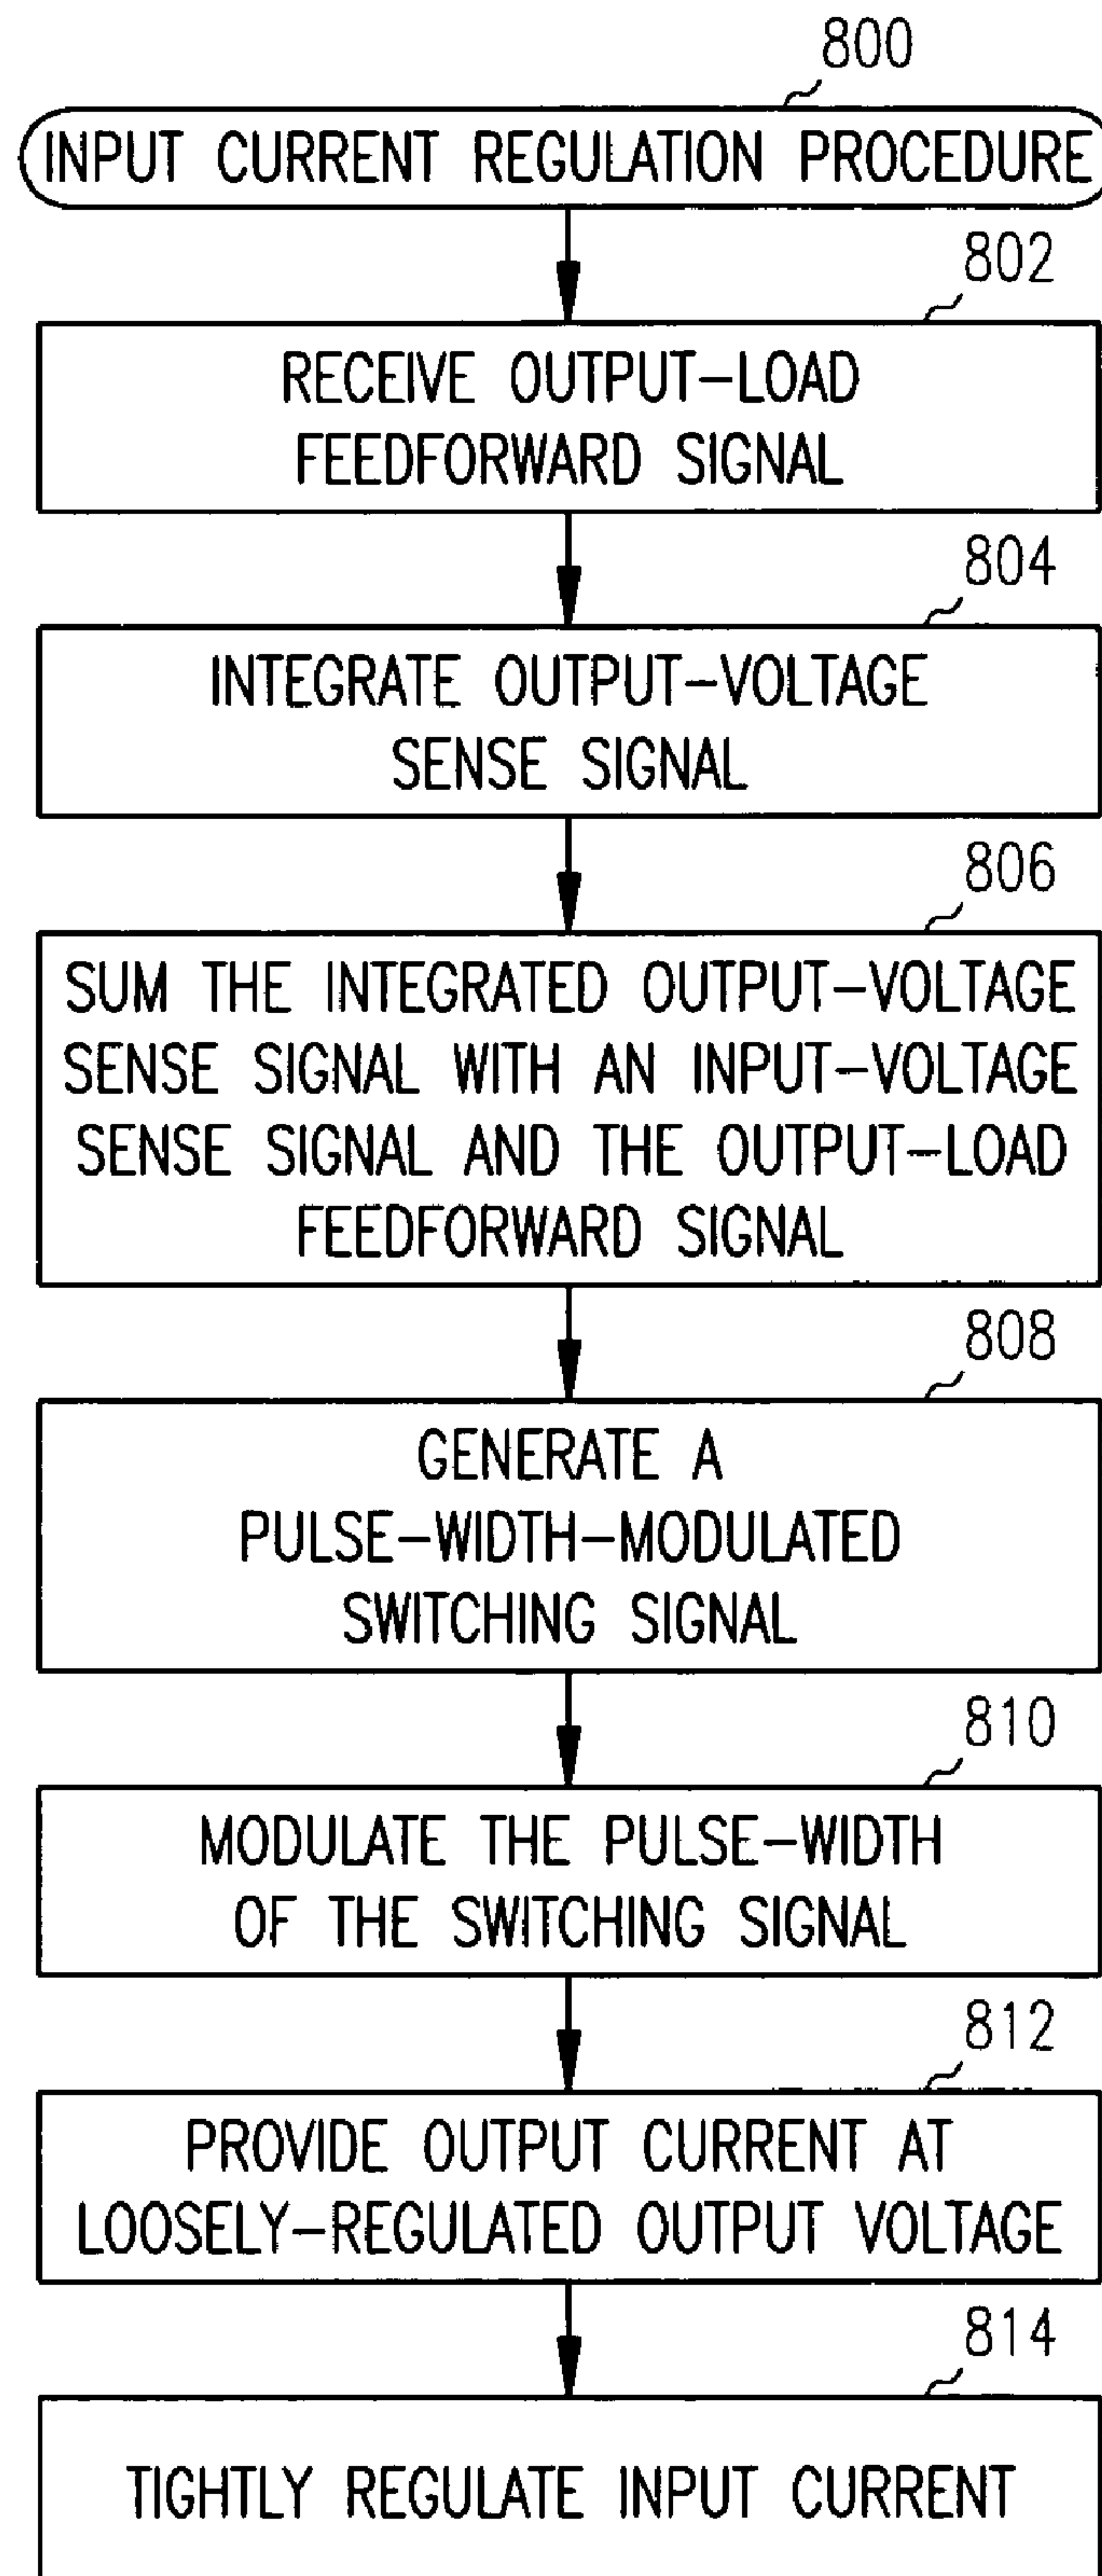 800
INPUT CURRENT REGULATION PROCEDURE
802
RECEIVE OUTPUT-LOAD
FEEDFORWARD SIGNAL
804
INTEGRATE OUTPUT-VOLTAGE
SENSE SIGNAL
806
SUM THE INTEGRATED OUTPUT-VOLTAGE
SENSE SIGNAL WITH AN INPUT-VOLTAGE
SENSE SIGNAL AND THE OUTPUT-LOAD
FEEDFORWARD SIGNAL
808
GENERATE A
PULSE-WIDTH-MODULATED
SWITCHING SIGNAL
810
MODULATE THE PULSE-WIDTH
OF THE SWITCHING SIGNAL
812
PROVIDE OUTPUT CURRENT AT
LOOSELY-REGULATED OUTPUT VOLTAGE
814
TIGHTLY REGULATE INPUT CURRENT